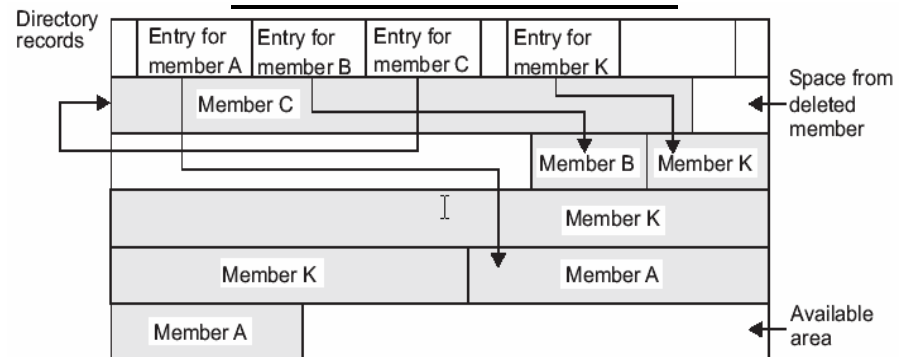 Directory
records
Entry for
member A
Entry for
member B
Entry for
member C
Entry for
member K
Member C
Space from
deleted
member
Member B
Member K
Member K
Member K
Member A
Member A
Available
area